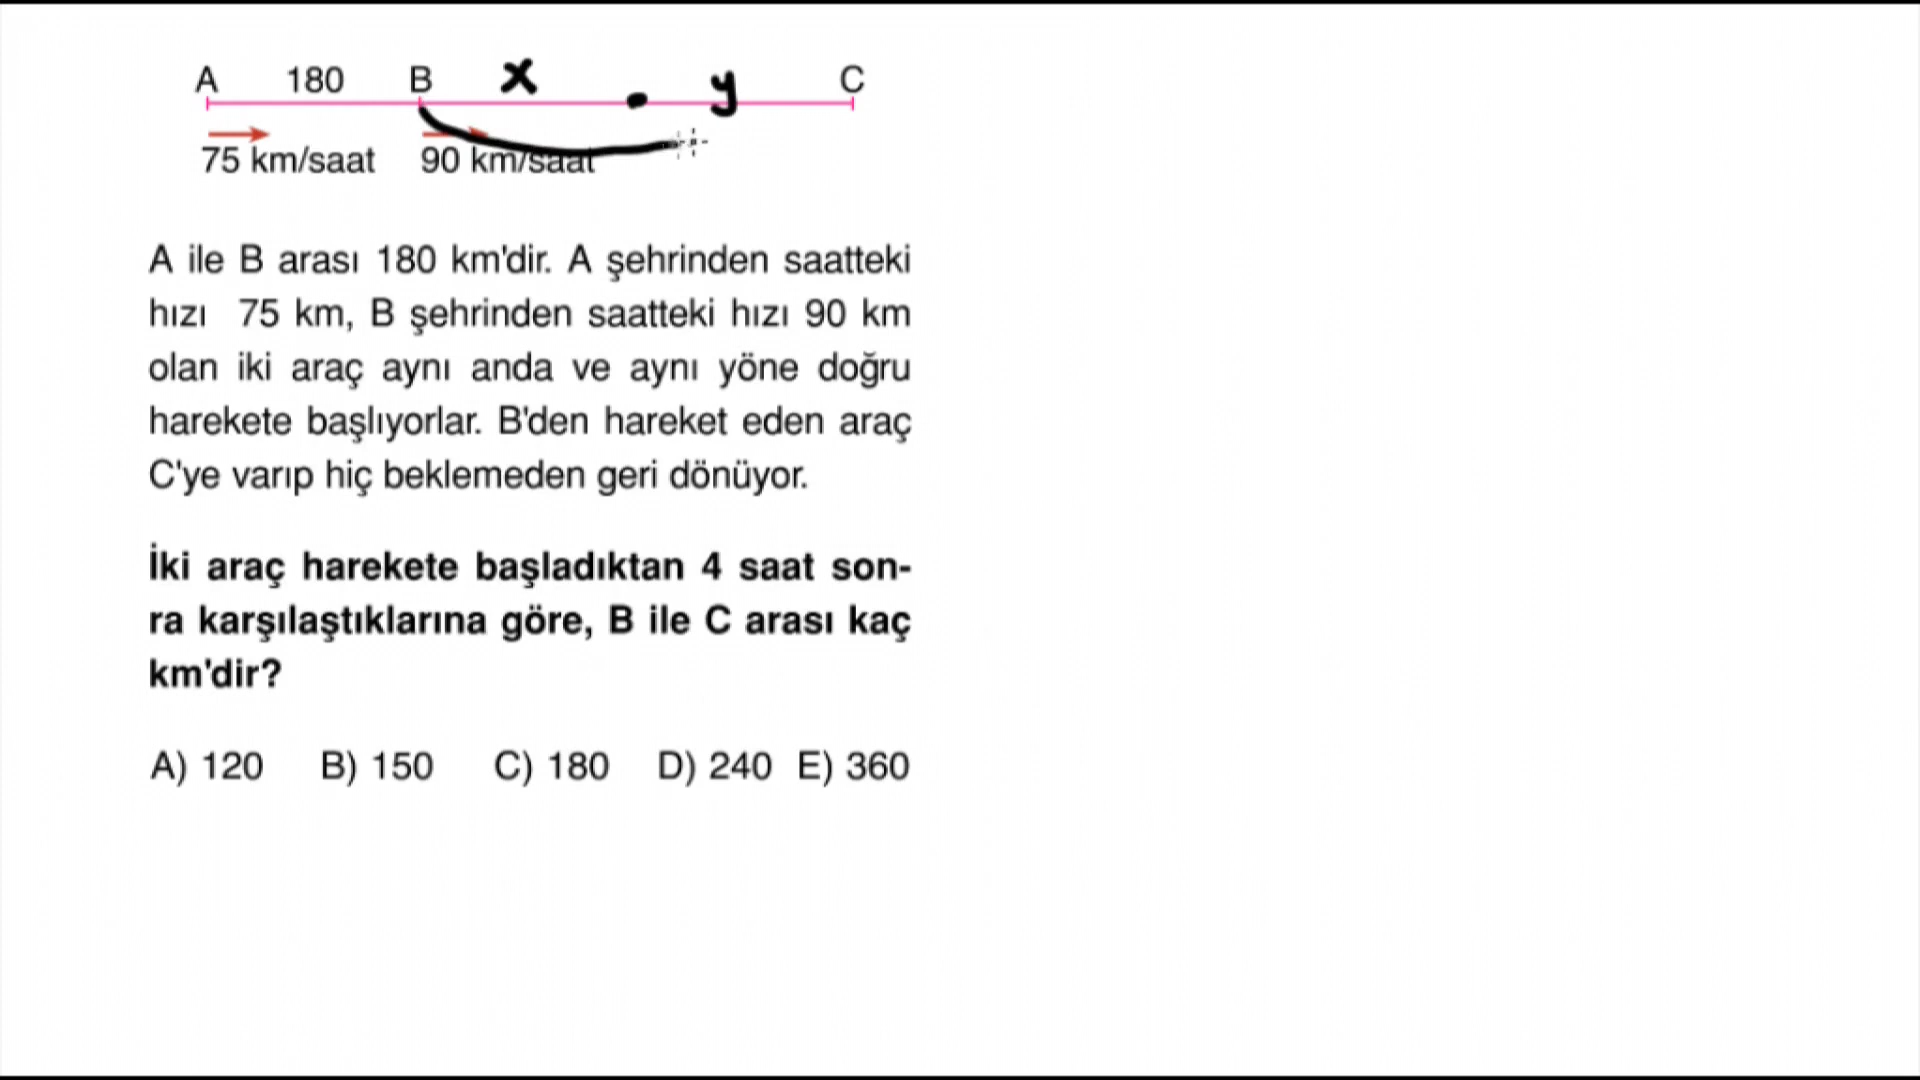 A 180 B x . y C
75 km/saat 90 km/saat
A ile B arası 180 km'dir. A şehrinden saatteki
hızı 75 km, B şehrinden saatteki hızı 90 km
olan iki araç aynı anda ve aynı yöne doğru
harekete başlıyorlar. B'den hareket eden araç
C'ye varıp hiç beklemeden geri dönüyor.
İki araç harekete başladıktan 4 saat son-
ra karşılaştıklarına göre, B ile C arası kaç
km'dir?
A) 120 B) 150 C) 180 D) 240 E) 360